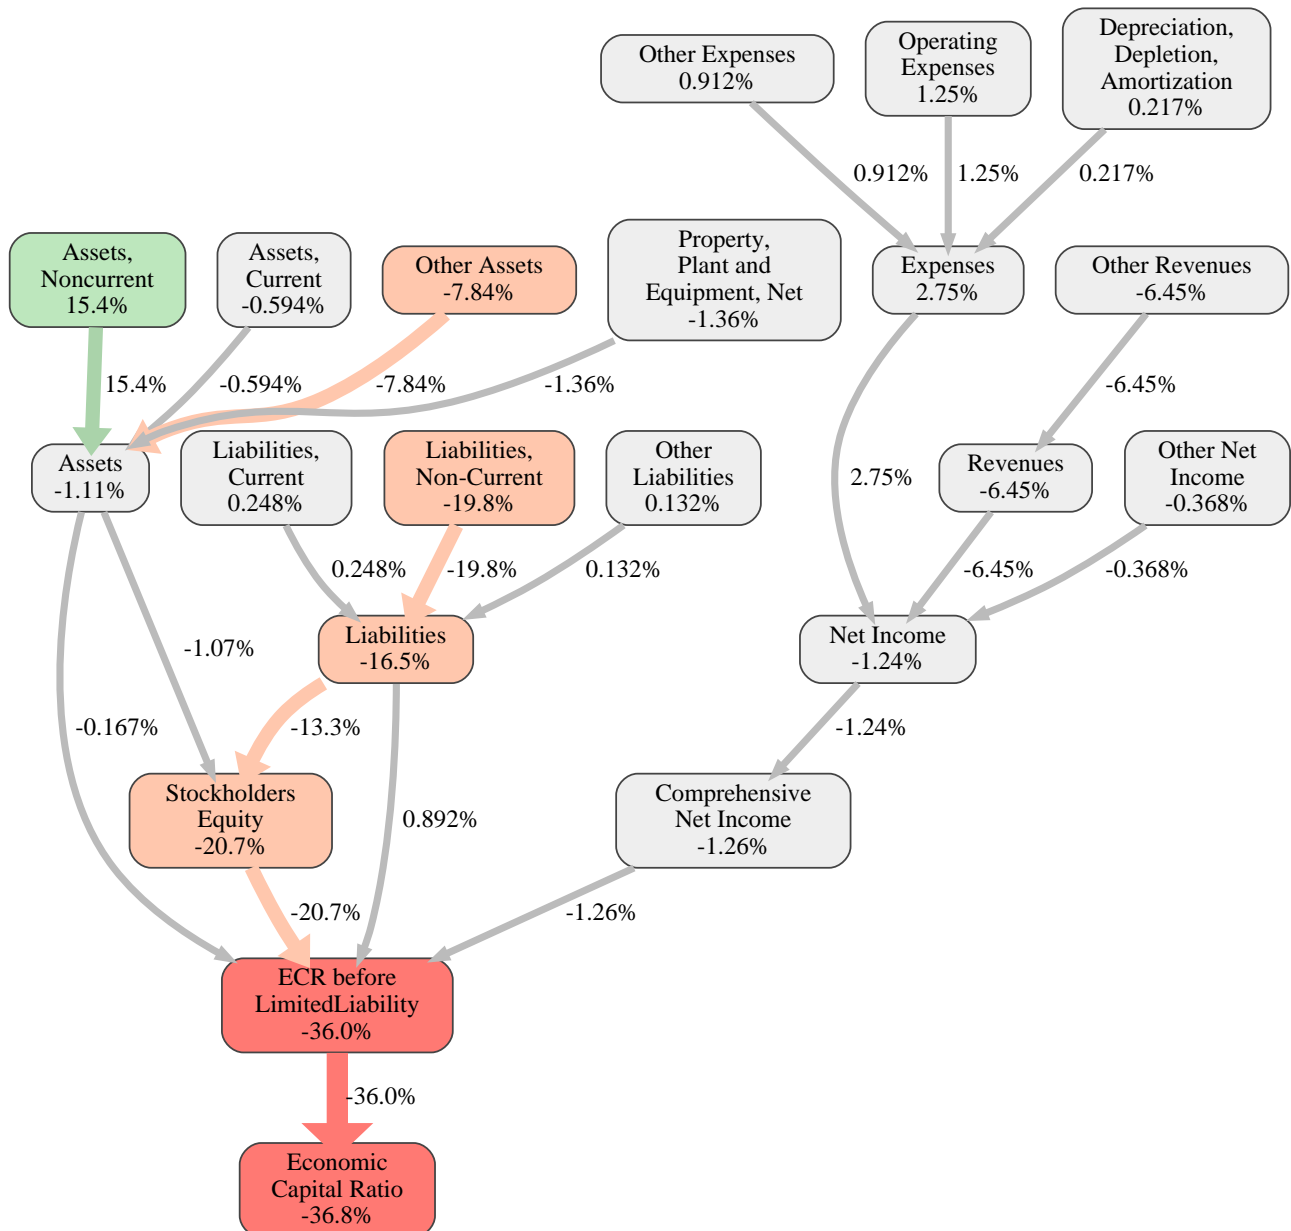 Other Expenses
0.912%
Operating
Expenses
1.25%
Depreciation,
Depletion,
Amortization
0.217%
0.912%
1.25%
0.217%
Assets,
Noncurrent
15.4%
Assets,
Current
-0.594%
Other Assets
-7.84%
Property,
Plant and
Equipment, Net
-1.36%
Expenses
2.75%
Other Revenues
-6.45%
15.4%
-0.594%
-7.84%
-1.36%
-6.45%
Assets
-1.11%
Liabilities,
Current
0.248%
Liabilities,
Non-Current
-19.8%
Other
Liabilities
0.132%
2.75%
Revenues
-6.45%
Other Net
Income
-0.368%
0.248%
-19.8%
0.132%
-6.45%
-0.368%
-1.07%
Liabilities
-16.5%
Net Income
-1.24%
-0.167%
-13.3%
-1.24%
Stockholders
Equity
-20.7%
0.892%
Comprehensive
Net Income
-1.26%
-20.7%
-1.26%
ECR before
LimitedLiability
-36.0%
-36.0%
Economic
Capital Ratio
-36.8%